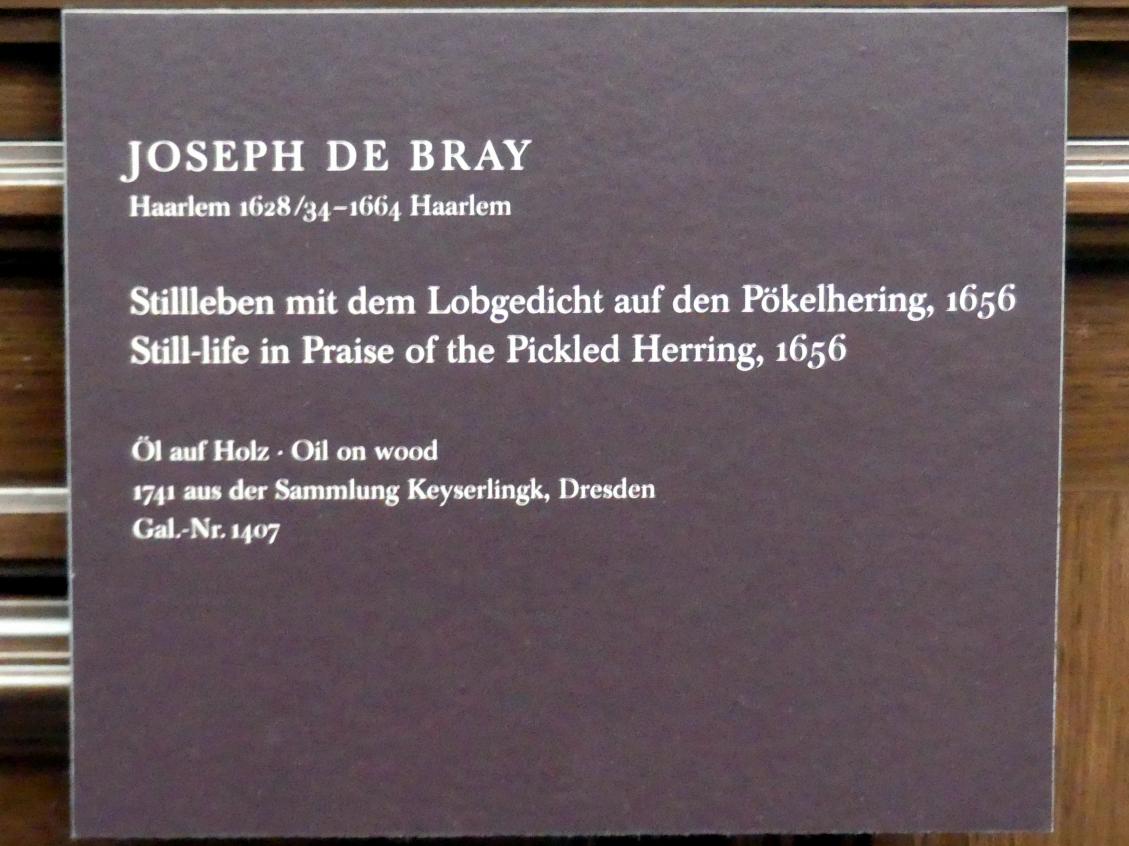 JOSEPH DE BRAY
Haarlem 1628/34–1664 Haarlem
Stillleben mit dem Lobgedicht auf den Pökelhering, 1656
Still-life in Praise of the Pickled Herring, 1656
Öl auf Holz · Oil on wood
1741 aus der Sammlung Keyserlingk, Dresden
Gal.-Nr. 1407